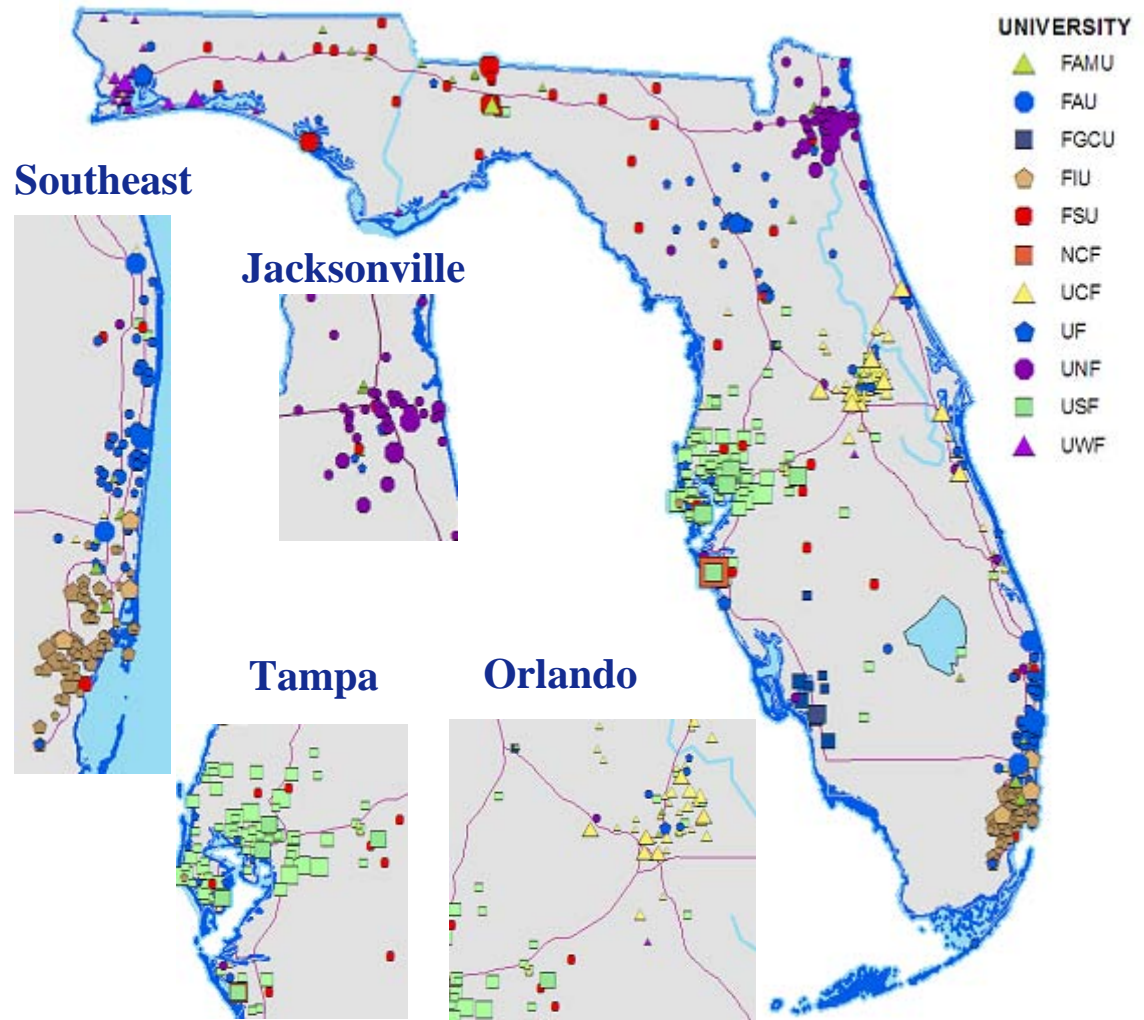 UNIVERSITY
FAMU
FAU
FGCU
FIU
FSU
NCF
UCF
UF
UNF
USF
UWF
Southeast
Jacksonville
Tampa
Orlando